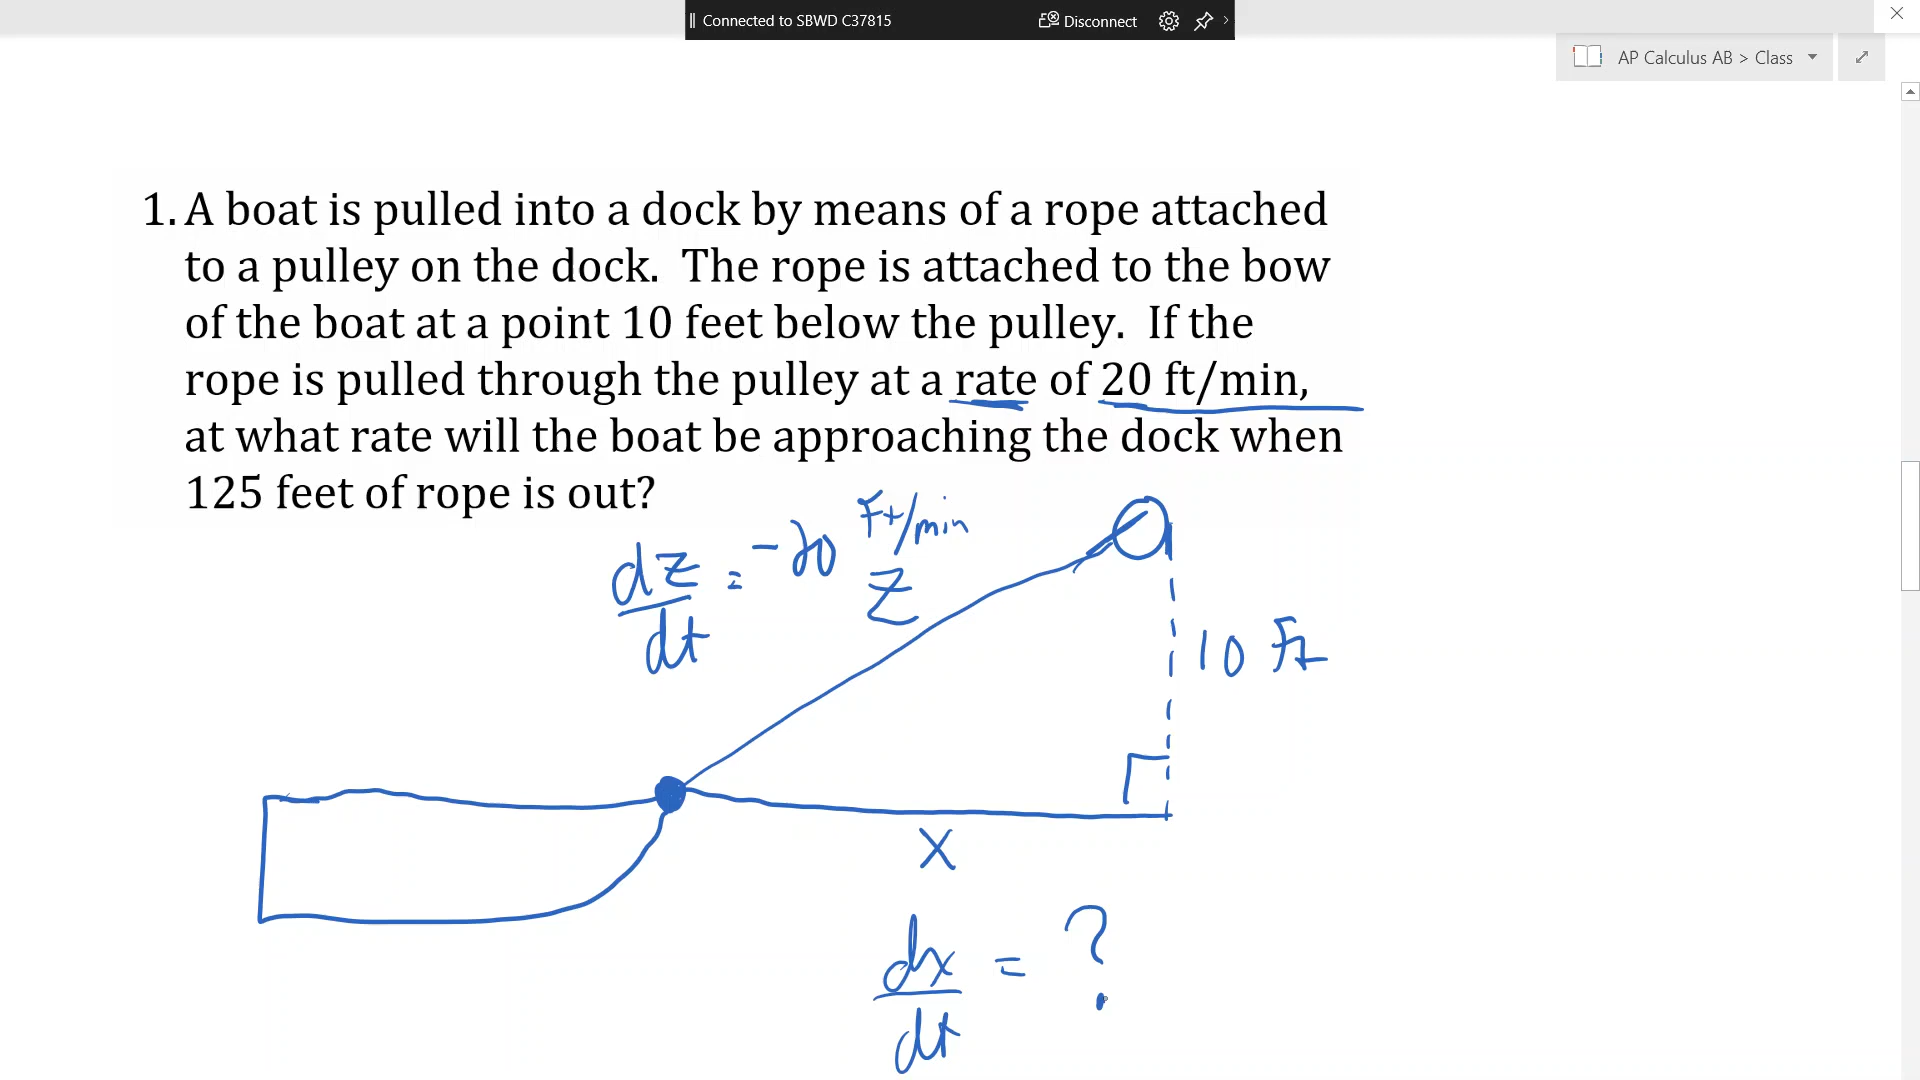 Connected to SBWD C37815 Disconnect
AP Calculus AB > Class
1. A boat is pulled into a dock by means of a rope attached
to a pulley on the dock. The rope is attached to the bow
of the boat at a point 10 feet below the pulley. If the
rope is pulled through the pulley at a rate of 20 ft/min,
at what rate will the boat be approaching the dock when
125 feet of rope is out?
dz/dt = -20 Ft/min
Z
10 Ft
X
dx/dt = ?